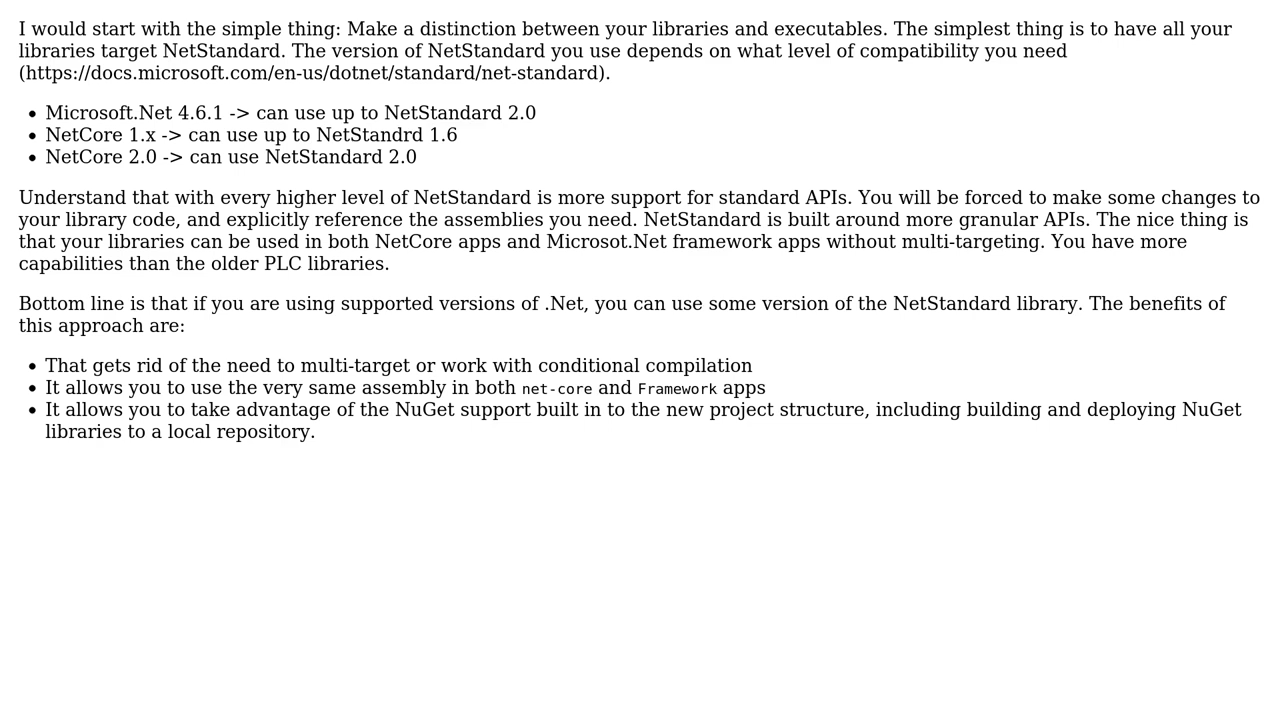 I would start with the simple thing: Make a distinction between your libraries and executables. The simplest thing is to have all your
libraries target NetStandard. The version of NetStandard you use depends on what level of compatibility you need
(https://docs.microsoft.com/en-us/dotnet/standard/net-standard).
• Microsoft.Net 4.6.1 -> can use up to NetStandard 2.0
• NetCore 1.x -> can use up to NetStandrd 1.6
• NetCore 2.0 -> can use NetStandard 2.0
Understand that with every higher level of NetStandard is more support for standard APIs. You will be forced to make some changes to
your library code, and explicitly reference the assemblies you need. NetStandard is built around more granular APIs. The nice thing is
that your libraries can be used in both NetCore apps and Microsot.Net framework apps without multi-targeting. You have more
capabilities than the older PLC libraries.
Bottom line is that if you are using supported versions of .Net, you can use some version of the NetStandard library. The benefits of
this approach are:
• That gets rid of the need to multi-target or work with conditional compilation
• It allows you to use the very same assembly in both net-core and Framework apps
• It allows you to take advantage of the NuGet support built in to the new project structure, including building and deploying NuGet
libraries to a local repository.